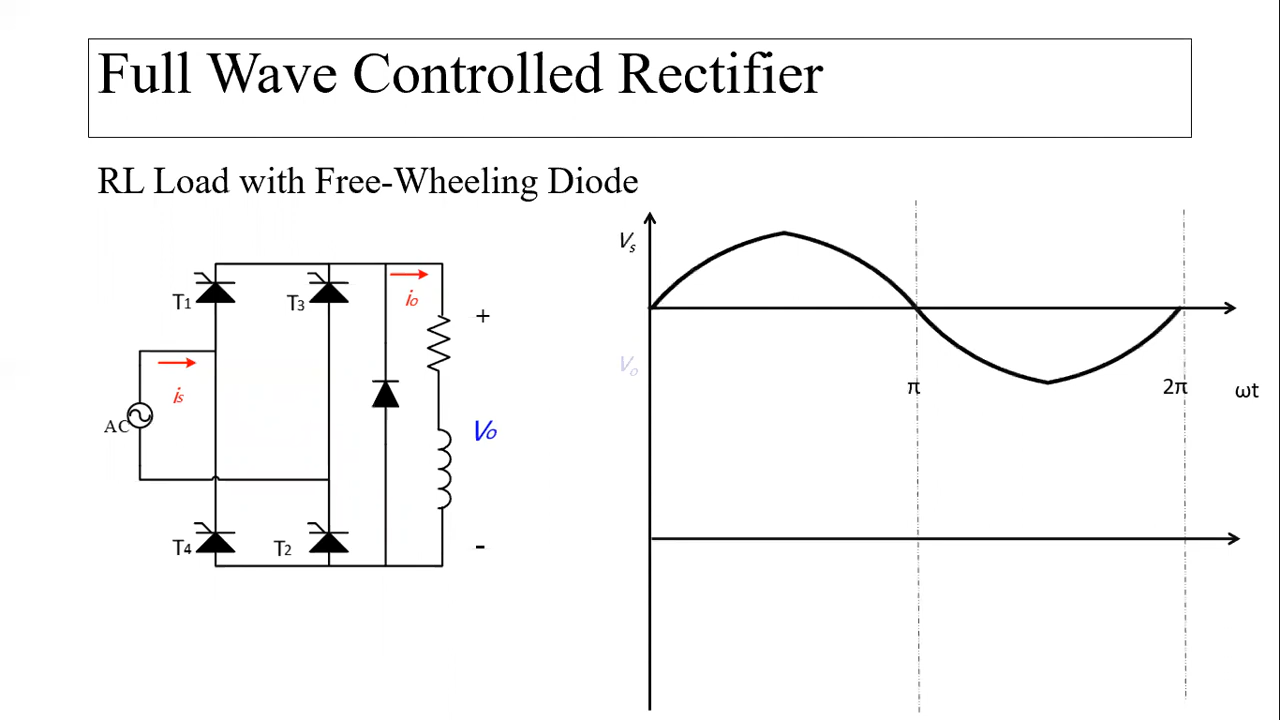 Full Wave Controlled Rectifier
RL Load with Free-Wheeling Diode
Vs
T1
T3
io
+
is
Vo
π
2π
ωt
AC
Vo
T4
T2
-